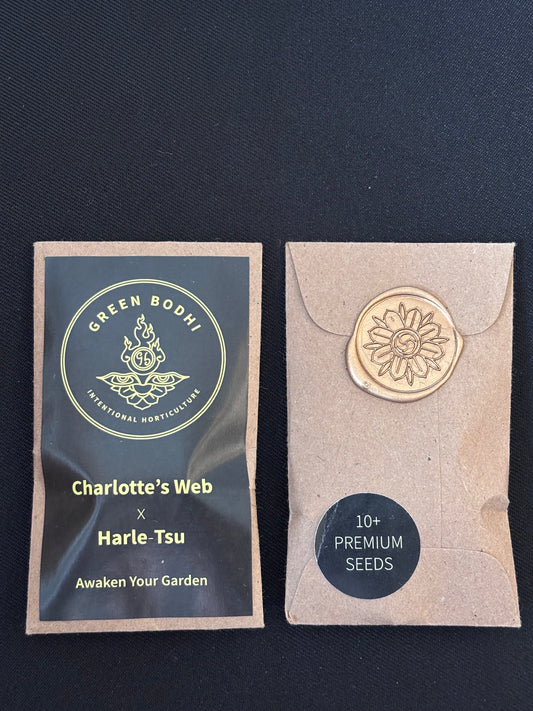 GREEN BODHI
INTENTIONAL HORTICULTURE
Charlotte's Web
X
Harle-Tsu
Awaken Your Garden
10+
PREMIUM
SEEDS